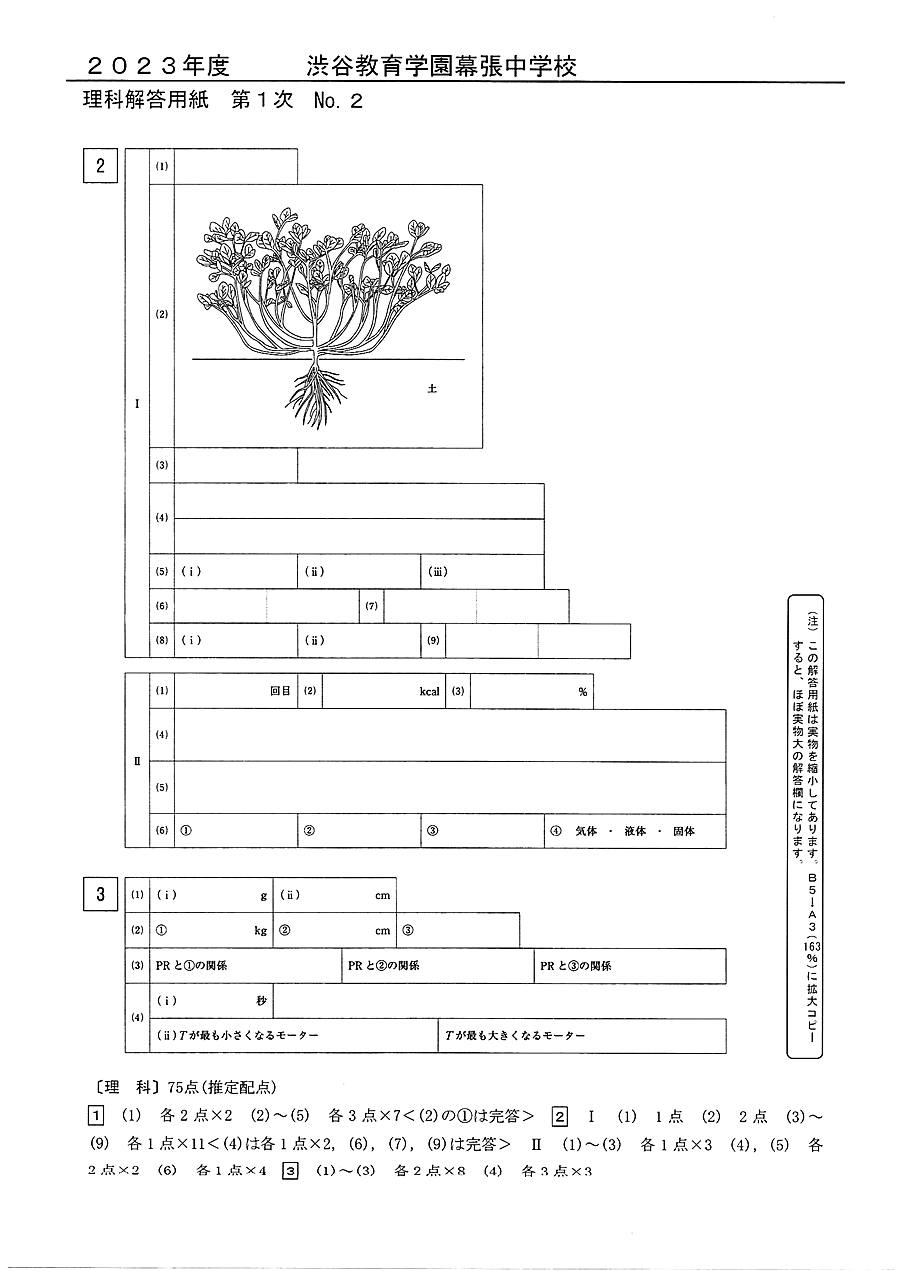 2023年度 渋谷教育学園幕張中学校
理科解答用紙 第1次 No.2
2
Ⅰ
(1)
(2)
土
(3)
(4)
(5) (ⅰ) (ⅱ) (ⅲ)
(6) (7)
(8) (ⅰ) (ⅱ) (9)
Ⅱ
(1) 回目 (2) kcal (3) %
(4)
(5)
(6) ① ② ③ ④ 気体 ・ 液体 ・ 固体
3
(1) (ⅰ) g (ⅱ) cm
(2) ① kg ② cm ③
(3) PRと①の関係 PRと②の関係 PRと③の関係
(4)
(ⅰ) 秒
(ⅱ)Tが最も小さくなるモーター Tが最も大きくなるモーター
(注) この解答用紙は実物を縮小してあります。B5→A3(163%)に拡大コピー
すると、ほぼ実物大の解答欄になります。
〔理 科〕75点(推定配点)
1 (1) 各2点×2 (2)~(5) 各3点×7<(2)の①は完答> 2 Ⅰ (1) 1点 (2) 2点 (3)~
(9) 各1点×11<(4)は各1点×2, (6), (7), (9)は完答> Ⅱ (1)~(3) 各1点×3 (4), (5) 各
2点×2 (6) 各1点×4 3 (1)~(3) 各2点×8 (4) 各3点×3